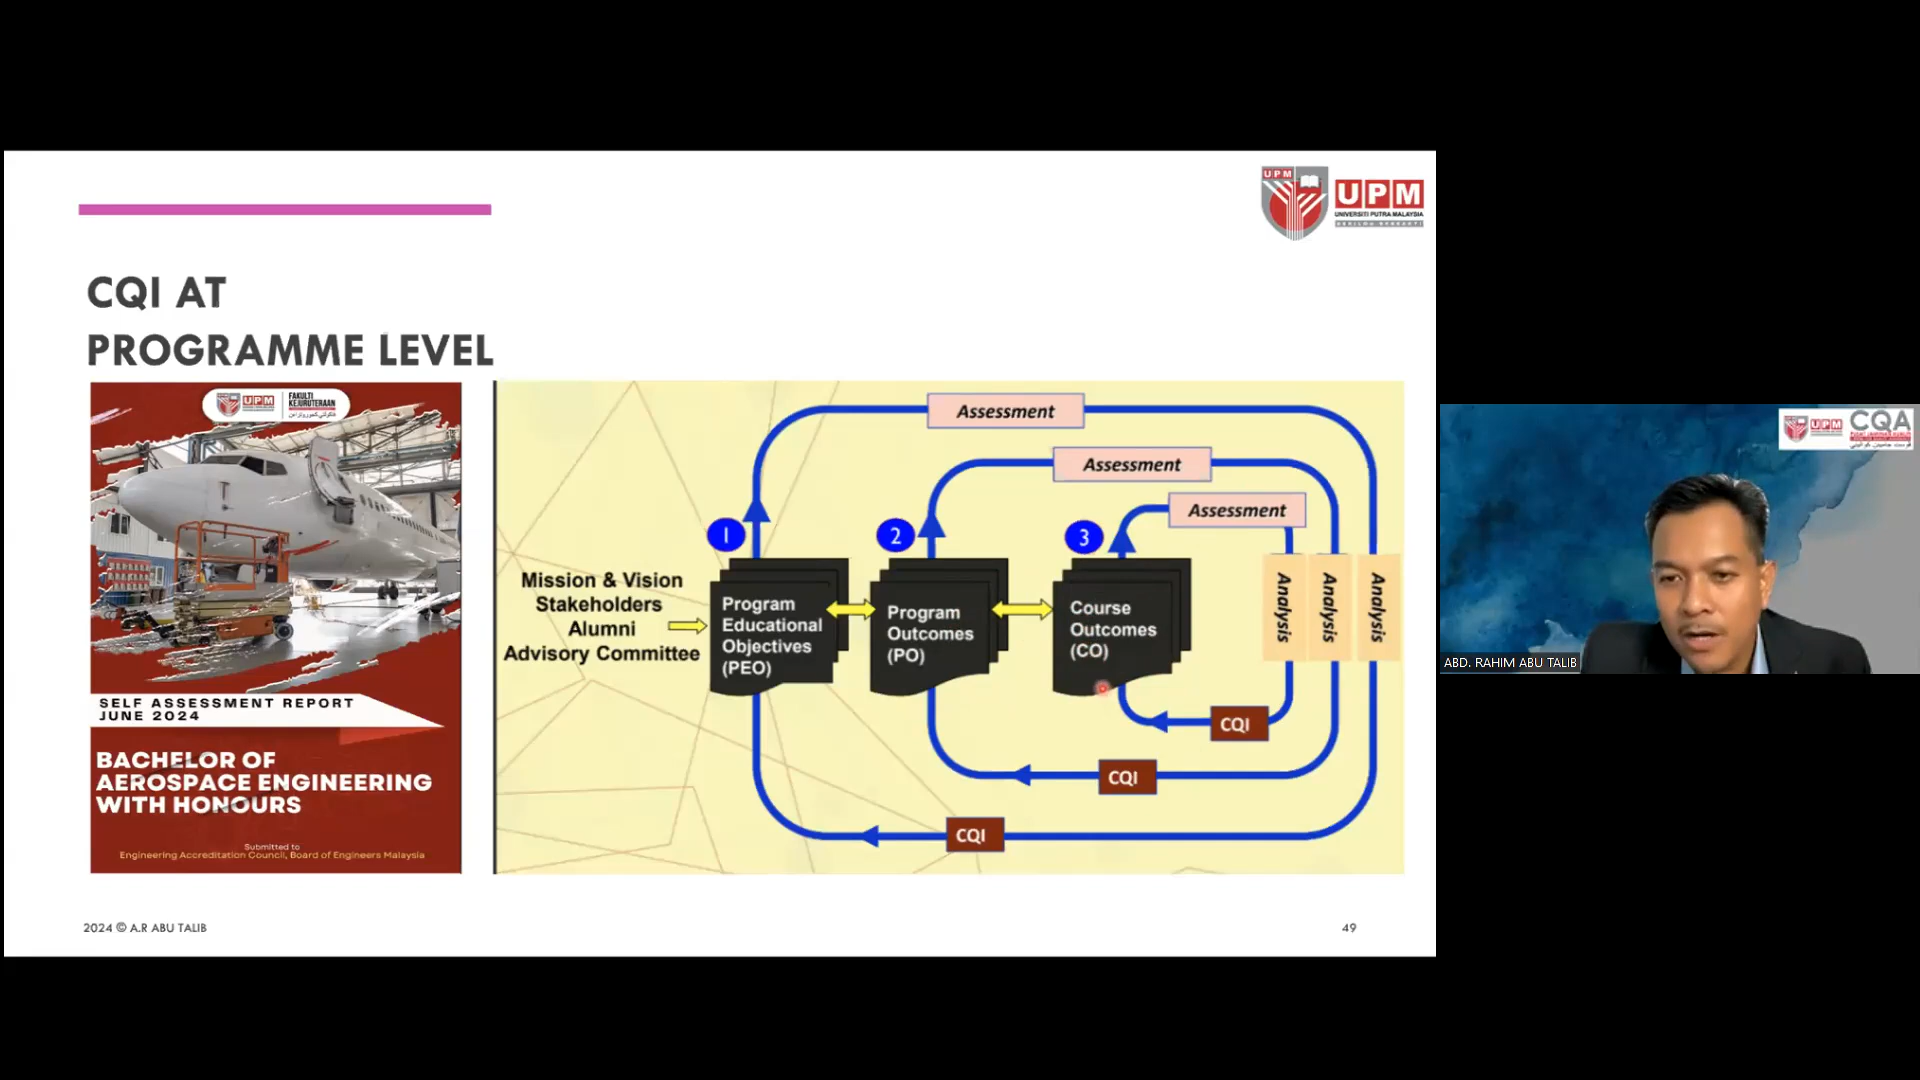 UPM
UPM
UNIVERSITI PUTRA MALAYSIA
BERILMU BERBAKTI
CQI AT
PROGRAMME LEVEL
UPM
FAKULTI
KEJURUTERAAN
SELF ASSESSMENT REPORT
JUNE 2024
BACHELOR OF
AEROSPACE ENGINEERING
WITH HONOURS
Submitted to
Engineering Accreditation Council, Board of Engineers Malaysia
Mission & Vision
Stakeholders
Alumni
Advisory Committee
1
Program
Educational
Objectives
(PEO)
2
Program
Outcomes
(PO)
3
Course
Outcomes
(CO)
Assessment
Assessment
Assessment
Analysis
Analysis
Analysis
CQI
CQI
CQI
2024 © A.R ABU TALIB
49
UPM
CQA
ABD. RAHIM ABU TALIB